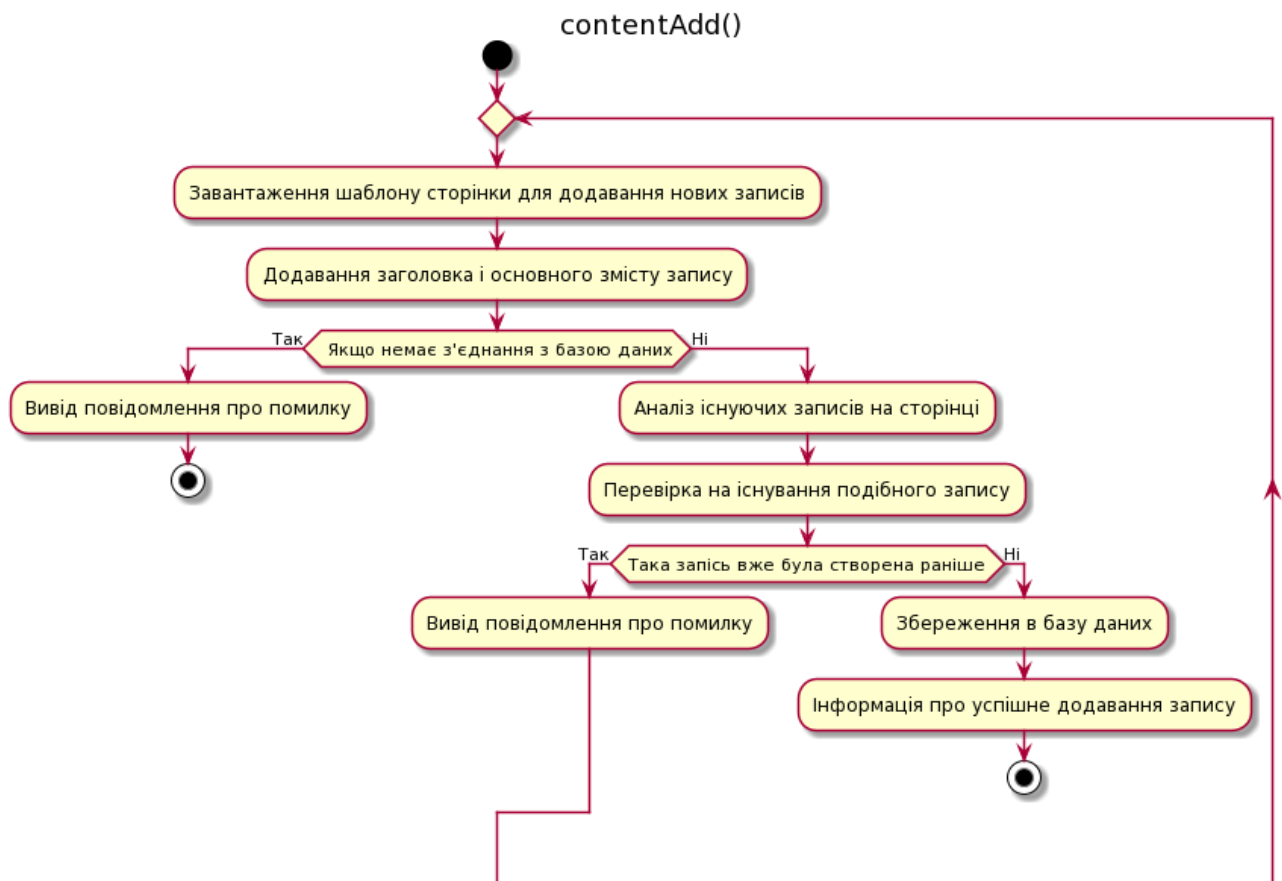 contentAdd()
Завантаження шаблону сторінки для додавання нових записів
Додавання заголовка і основного змісту запису
Так
Якщо немає з'єднання з базою даних
Ні
Вивід повідомлення про помилку
Аналіз існуючих записів на сторінці
Перевірка на існування подібного запису
Так
Така запісь вже була створена раніше
Ні
Вивід повідомлення про помилку
Збереження в базу даних
Інформація про успішне додавання запису